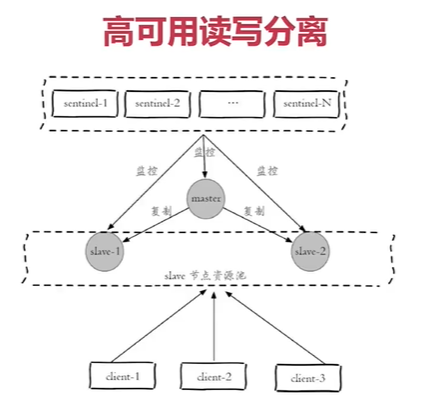 高可用读写分离
sentinel-1 sentinel-2 ... sentinel-N
监控 监控 监控
master
复制 复制
slave-1 slave-2
slave 节点资源池
client-1 client-2 client-3